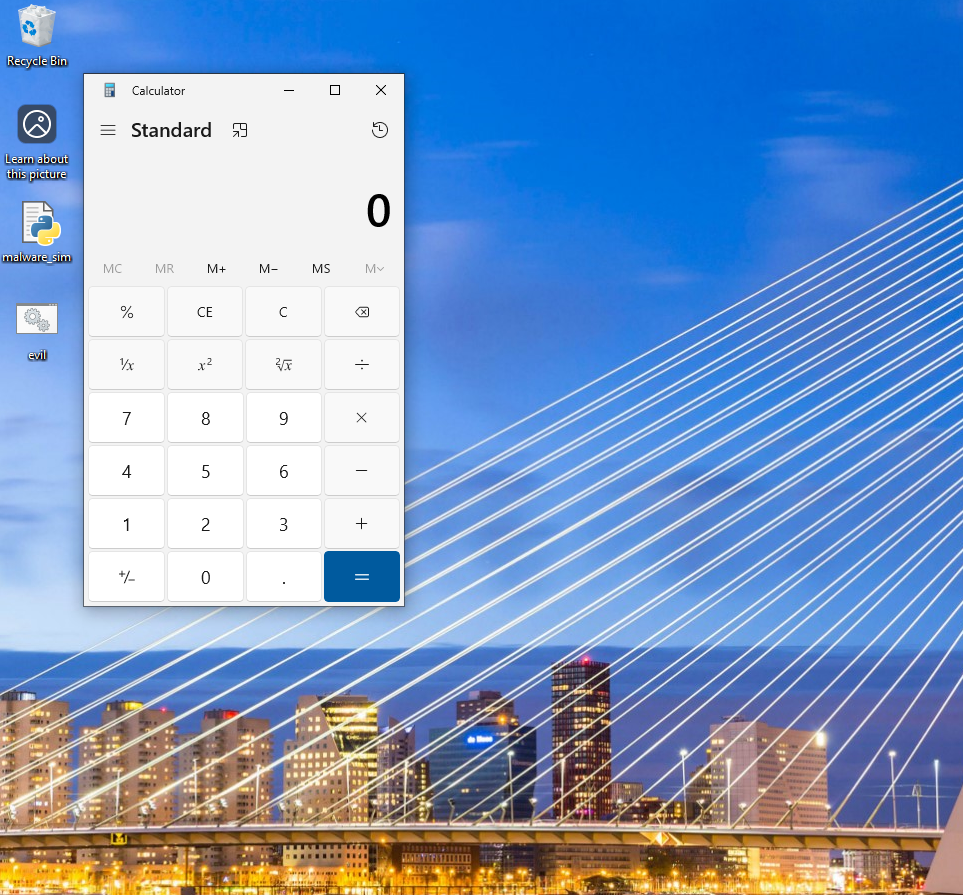 Recycle Bin
Learn about
this picture
malware_sim
evil
Calculator
Standard
0
MC MR M+ M− MS M
% CE C
¹/x x² ²√x ÷
7 8 9 ×
4 5 6 −
1 2 3 +
+/− 0 . =